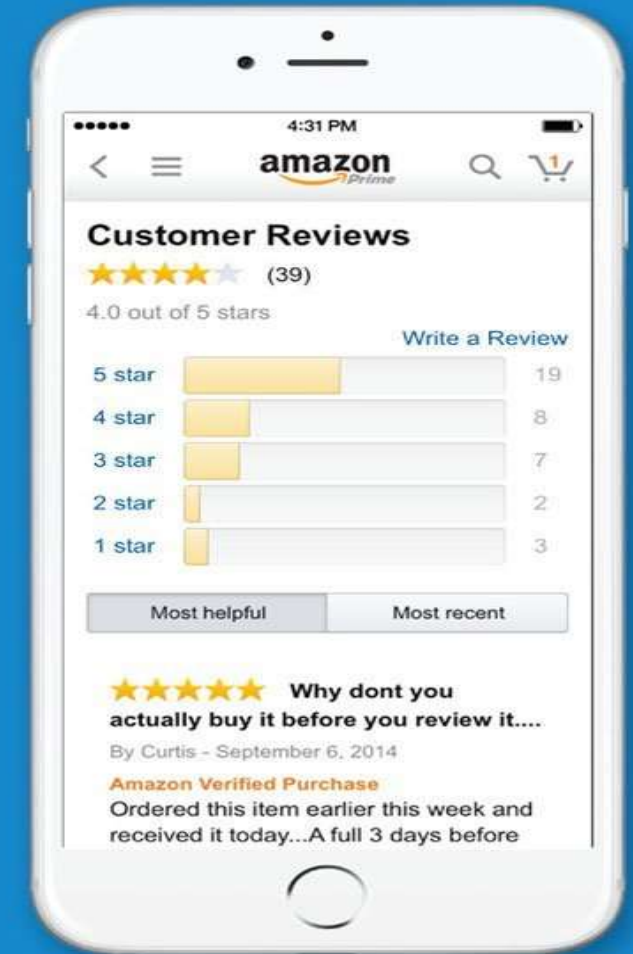 4:31 PM
amazon
Prime
1
Customer Reviews
(39)
4.0 out of 5 stars
Write a Review
5 star 19
4 star 8
3 star 7
2 star 2
1 star 3
Most helpful Most recent
Why dont you
actually buy it before you review it....
By Curtis - September 6, 2014
Amazon Verified Purchase
Ordered this item earlier this week and
received it today...A full 3 days before